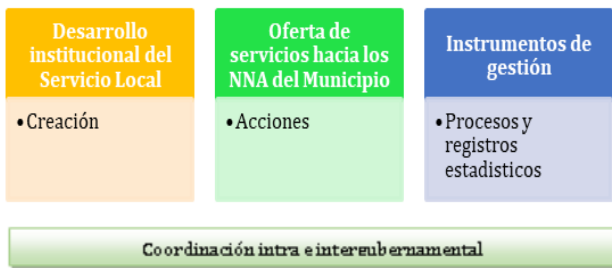 Desarrollo
institucional del
Servicio Local
• Creación
Oferta de
servicios hacia los
NNA del Municipio
• Acciones
Instrumentos de
gestión
• Procesos y
registros
estadisticos
Coordinación intra e intergubernamental